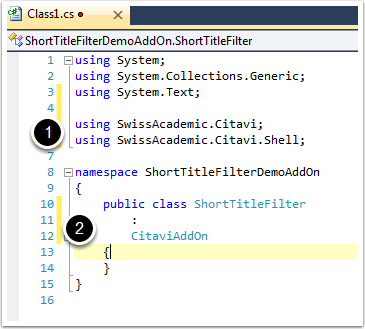 Class1.cs
ShortTitleFilterDemoAddOn.ShortTitleFilter
1 using System;
2 using System.Collections.Generic;
3 using System.Text;
4
5 using SwissAcademic.Citavi;
6 using SwissAcademic.Citavi.Shell;
7
8 namespace ShortTitleFilterDemoAddOn
9 {
10 public class ShortTitleFilter
11 :
12 CitaviAddOn
13 {
14 }
15 }
16
1
2